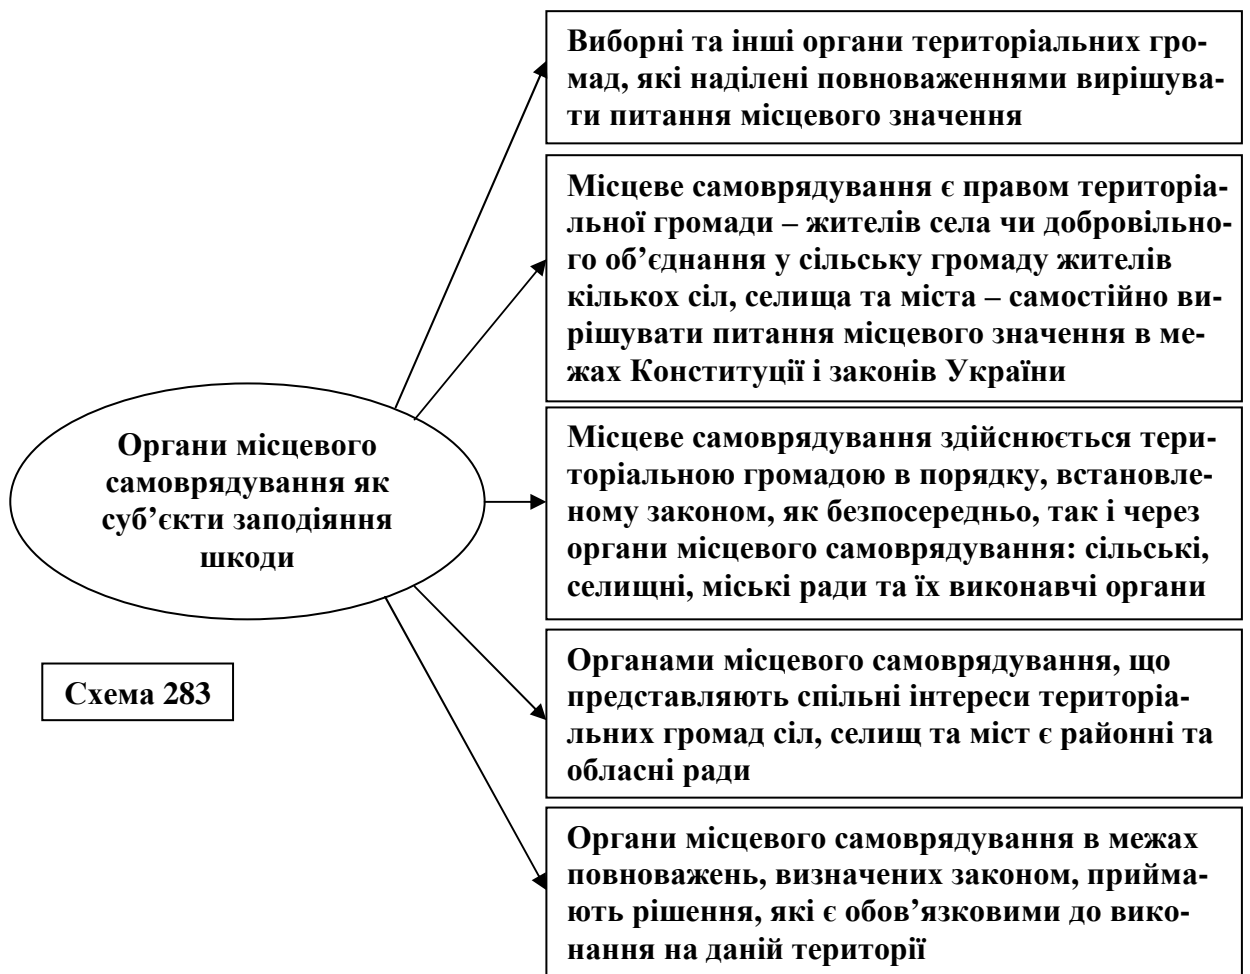 Виборні та інші органи територіальних гро-
мад, які наділені повноваженнями вирішува-
ти питання місцевого значення
Місцеве самоврядування є правом територіа-
льної громади – жителів села чи добровільно-
го об’єднання у сільську громаду жителів
кількох сіл, селища та міста – самостійно ви-
рішувати питання місцевого значення в ме-
жах Конституції і законів України
Органи місцевого
самоврядування як
суб’єкти заподіяння
шкоди
Місцеве самоврядування здійснюється тери-
торіальною громадою в порядку, встановле-
ному законом, як безпосередньо, так і через
органи місцевого самоврядування: сільські,
селищні, міські ради та їх виконавчі органи
Схема 283
Органами місцевого самоврядування, що
представляють спільні інтереси територіа-
льних громад сіл, селищ та міст є районні та
обласні ради
Органи місцевого самоврядування в межах
повноважень, визначених законом, прийма-
ють рішення, які є обов’язковими до вико-
нання на даній території